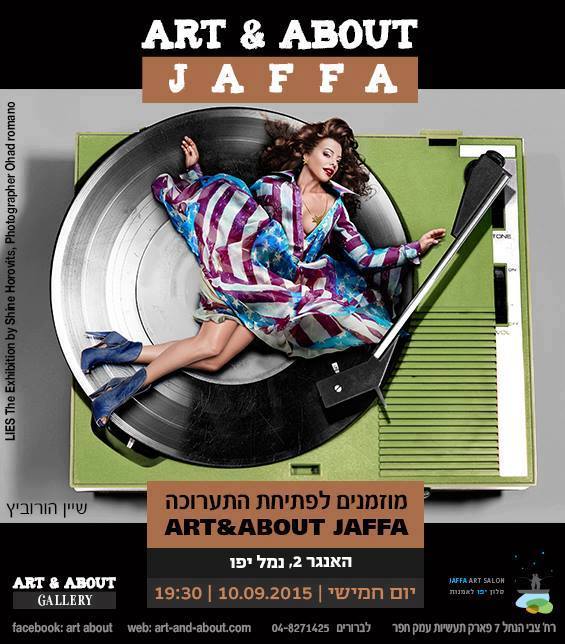 ART & ABOUT
JAFFA
LIES The Exhibition by Shine Horovits, Photographer Ohad romano
TONE
ON
VOL
שיין הורוביץ
מוזמנים לפתיחת התערוכה
ART&ABOUT JAFFA
האנגר 2, נמל יפו
יום חמישי | 10.09.2015 | 19:30
ART & ABOUT
GALLERY
JAFFA ART SALON
סלון יפו לאמנות
facebook: art about web: art-and-about.com לברורים 04-8271425 רח' צבי הנחל 7 פארק תעשיות עמק חפר